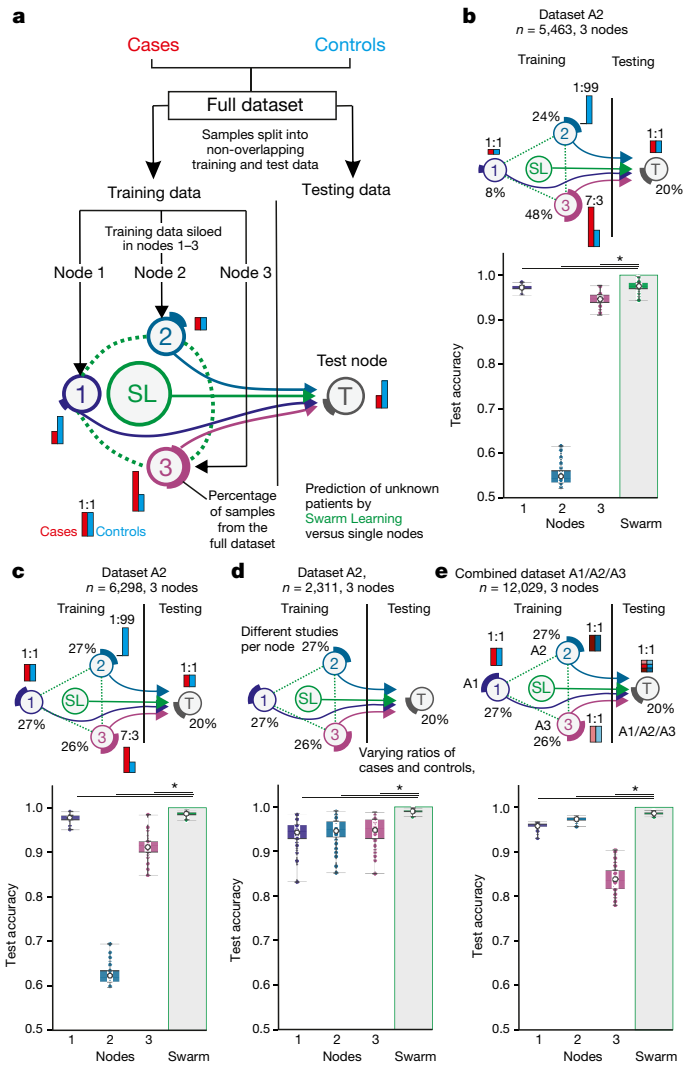 a
Cases
Controls
Full dataset
Samples split into
non-overlapping
training and test data
Training data
Testing data
Training data siloed
in nodes 1–3
Node 1
Node 2
Node 3
2
Test node
1
SL
T
3
1:1
Cases
Controls
Percentage
of samples
from the
full dataset
Prediction of unknown
patients by
Swarm Learning
versus single nodes
b
Dataset A2
n = 5,463, 3 nodes
Training
Testing
1:99
24%
2
1:1
1:1
1
SL
T
8%
20%
3
7:3
48%
*
Test accuracy
1.0
0.9
0.8
0.7
0.6
0.5
1
2
3
Swarm
Nodes
c
Dataset A2
n = 6,298, 3 nodes
Training
Testing
1:99
27%
2
1:1
1:1
1
SL
T
27%
20%
3
26%
7:3
*
Test accuracy
1.0
0.9
0.8
0.7
0.6
0.5
1
2
3
Swarm
Nodes
d
Dataset A2,
n = 2,311, 3 nodes
Training
Testing
Different studies
per node
27%
2
1
SL
T
27%
20%
3
26%
Varying ratios of
cases and controls,
*
Test accuracy
1.0
0.9
0.8
0.7
0.6
0.5
1
2
3
Swarm
Nodes
e
Combined dataset A1/A2/A3
n = 12,029, 3 nodes
Training
Testing
1:1
27%
A2
2
1:1
1:1
A1
1
SL
T
27%
20%
A3
3
26%
1:1
A1/A2/A3
*
Test accuracy
1.0
0.9
0.8
0.7
0.6
0.5
1
2
3
Swarm
Nodes